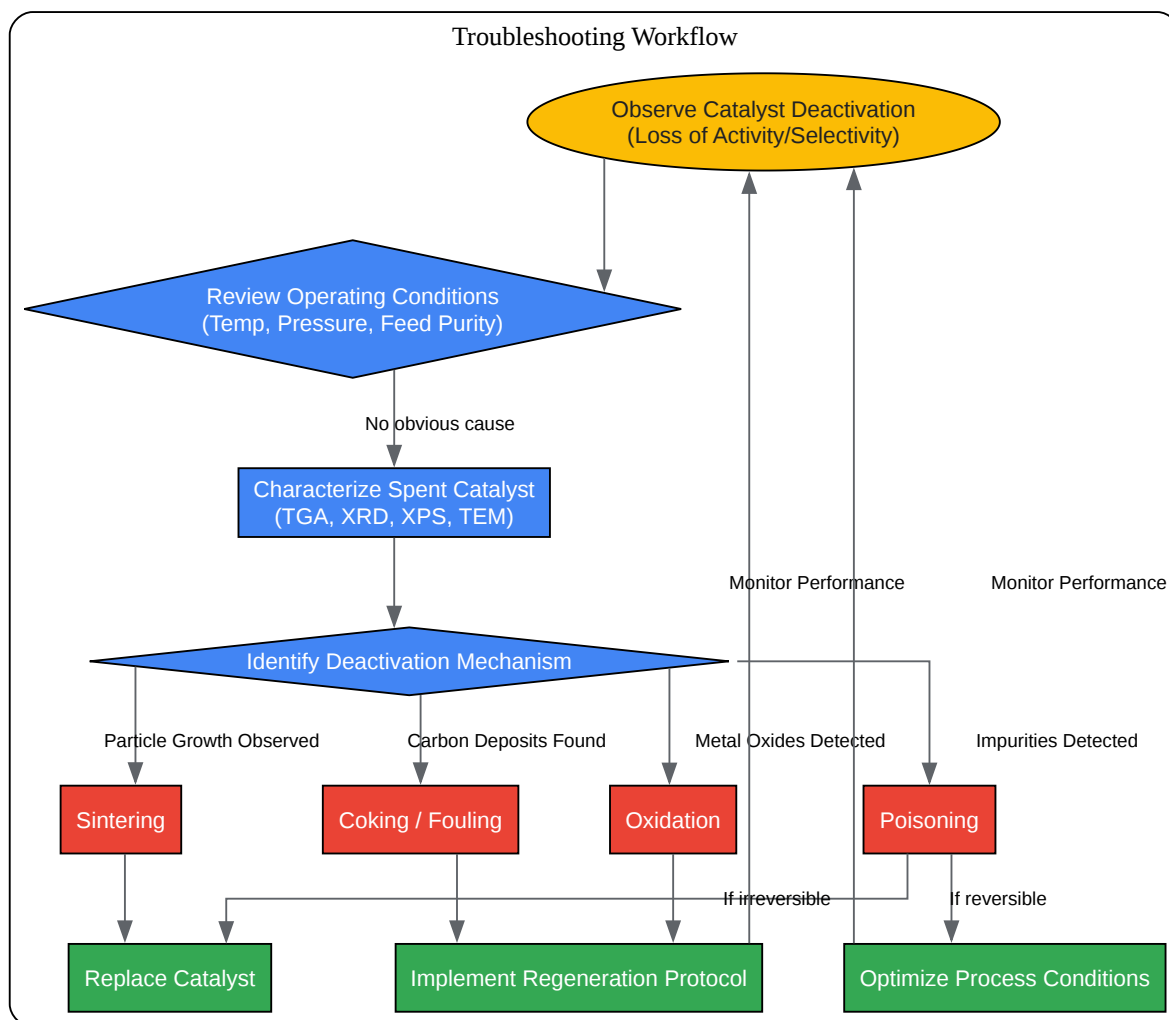 Troubleshooting Workflow
Observe Catalyst Deactivation
(Loss of Activity/Selectivity)
Review Operating Conditions
(Temp, Pressure, Feed Purity)
No obvious cause
Characterize Spent Catalyst
(TGA, XRD, XPS, TEM)
Monitor Performance
Monitor Performance
Identify Deactivation Mechanism
Particle Growth Observed
Carbon Deposits Found
Metal Oxides Detected
Impurities Detected
Sintering
Coking / Fouling
Oxidation
Poisoning
If irreversible
If reversible
Replace Catalyst
Implement Regeneration Protocol
Optimize Process Conditions